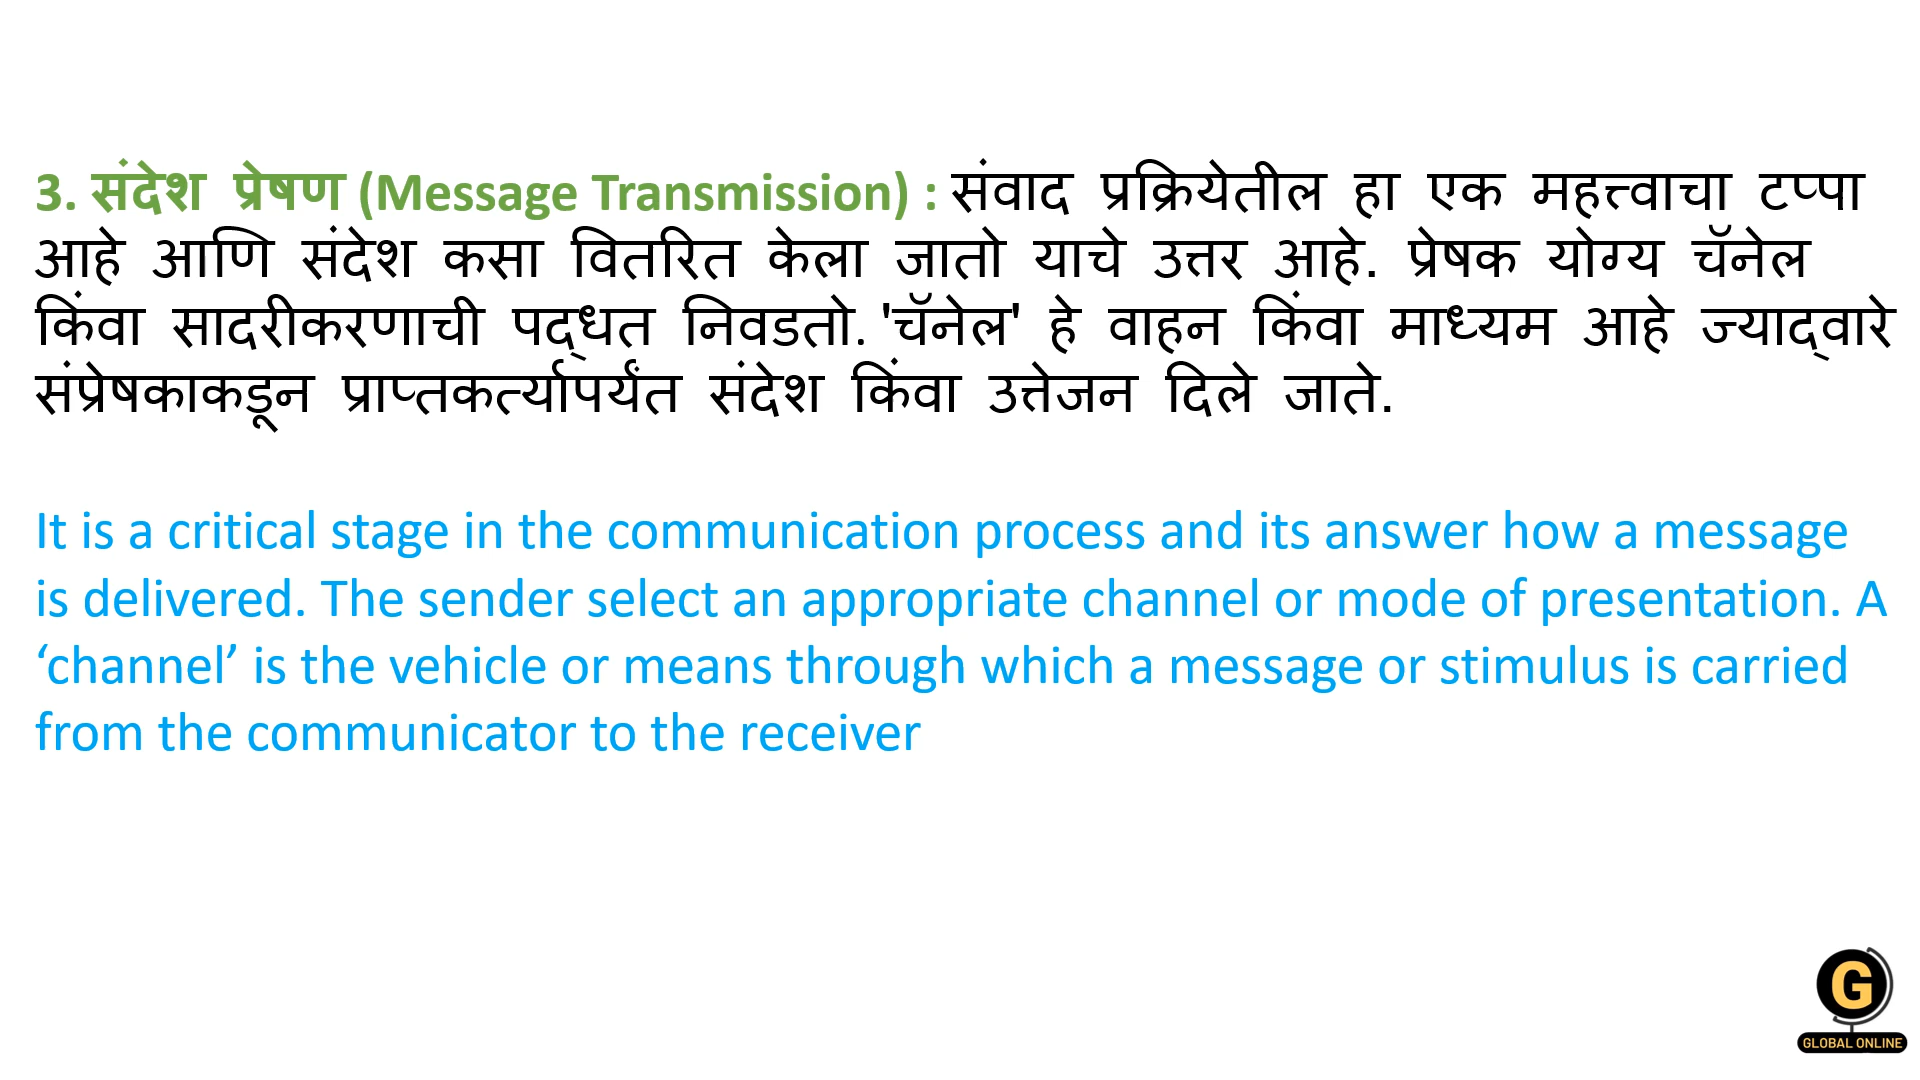 3. संदेश प्रेषण (Message Transmission) : संवाद प्रक्रियेतील हा एक महत्त्वाचा टप्पा
आहे आणि संदेश कसा वितरित केला जातो याचे उत्तर आहे. प्रेषक योग्य चॅनेल
किंवा सादरीकरणाची पद्धत निवडतो. 'चॅनेल' हे वाहन किंवा माध्यम आहे ज्याद्वारे
संप्रेषकाकडून प्राप्तकर्त्यापर्यंत संदेश किंवा उत्तेजन दिले जाते.
It is a critical stage in the communication process and its answer how a message
is delivered. The sender select an appropriate channel or mode of presentation. A
‘channel’ is the vehicle or means through which a message or stimulus is carried
from the communicator to the receiver
G
GLOBAL ONLINE